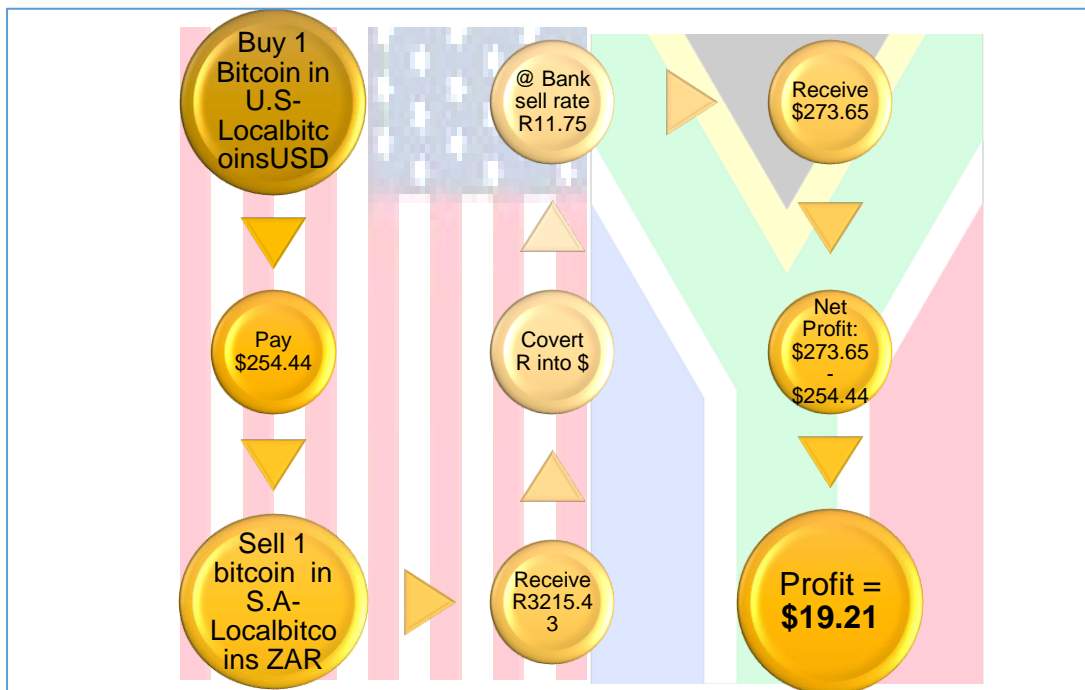 Buy 1
Bitcoin in
U.S-
Localbitc
oinsUSD
Pay
$254.44
Sell 1
bitcoin in
S.A-
Localbitco
ins ZAR
Receive
R3215.4
3
Covert
R into $
@ Bank
sell rate
R11.75
Receive
$273.65
Net
Profit:
$273.65
-
$254.44
Profit =
$19.21